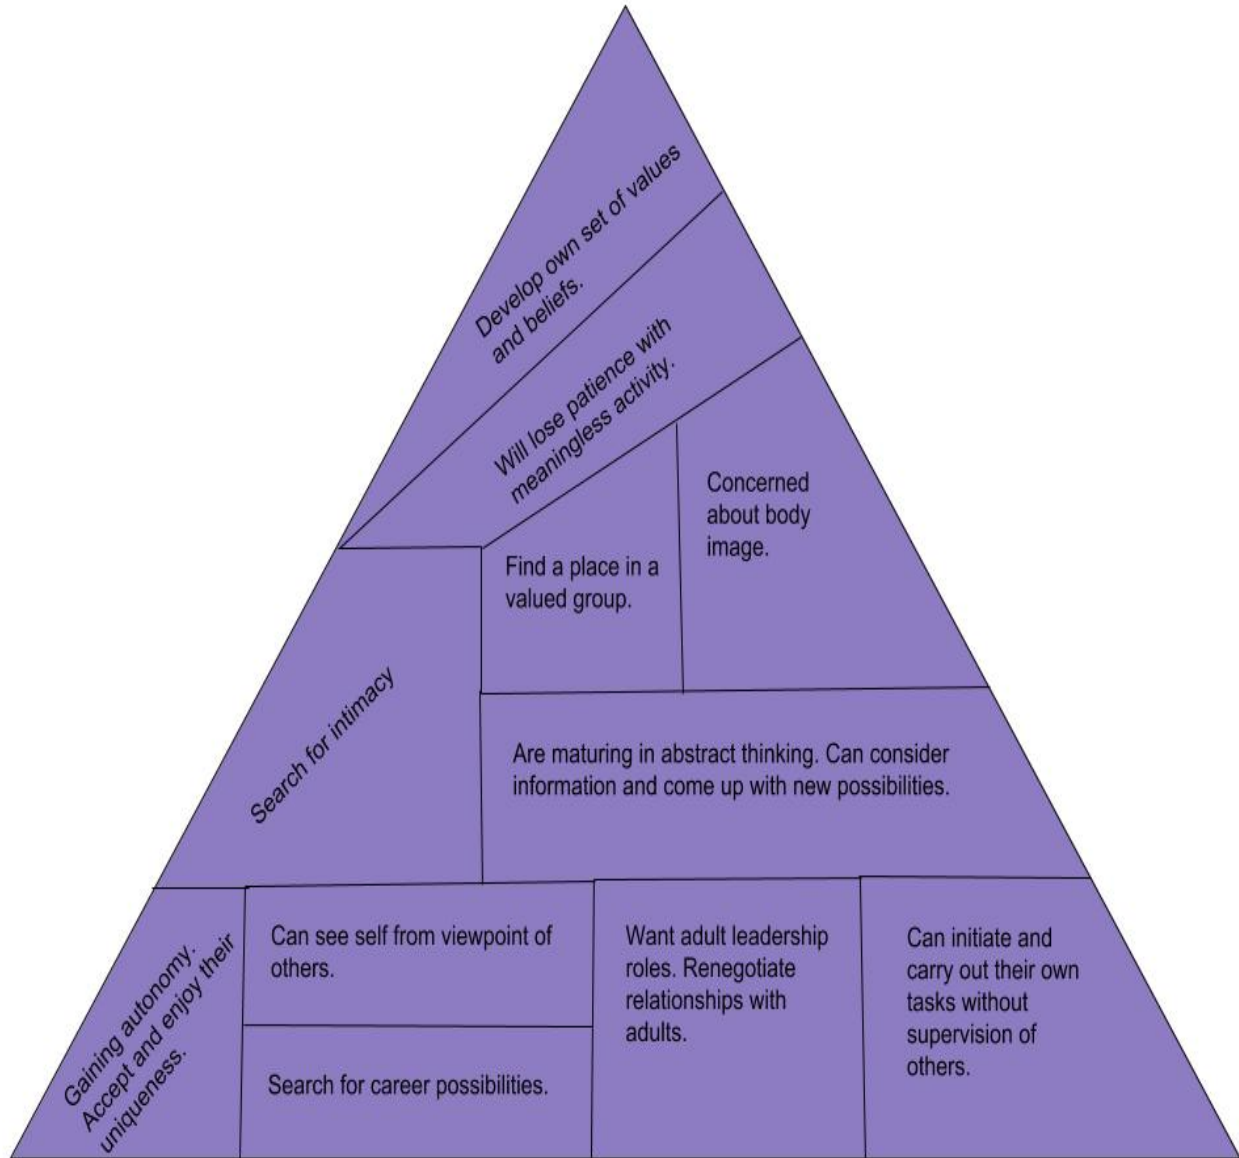 Develop own set of values
and beliefs.
Will lose patience with
meaningless activity.
Concerned
about body
image.
Find a place in a
valued group.
Search for intimacy
Are maturing in abstract thinking. Can consider
information and come up with new possibilities.
Gaining autonomy.
Accept and enjoy their
uniqueness.
Can see self from viewpoint of
others.
Search for career possibilities.
Want adult leadership
roles. Renegotiate
relationships with
adults.
Can initiate and
carry out their own
tasks without
supervision of
others.